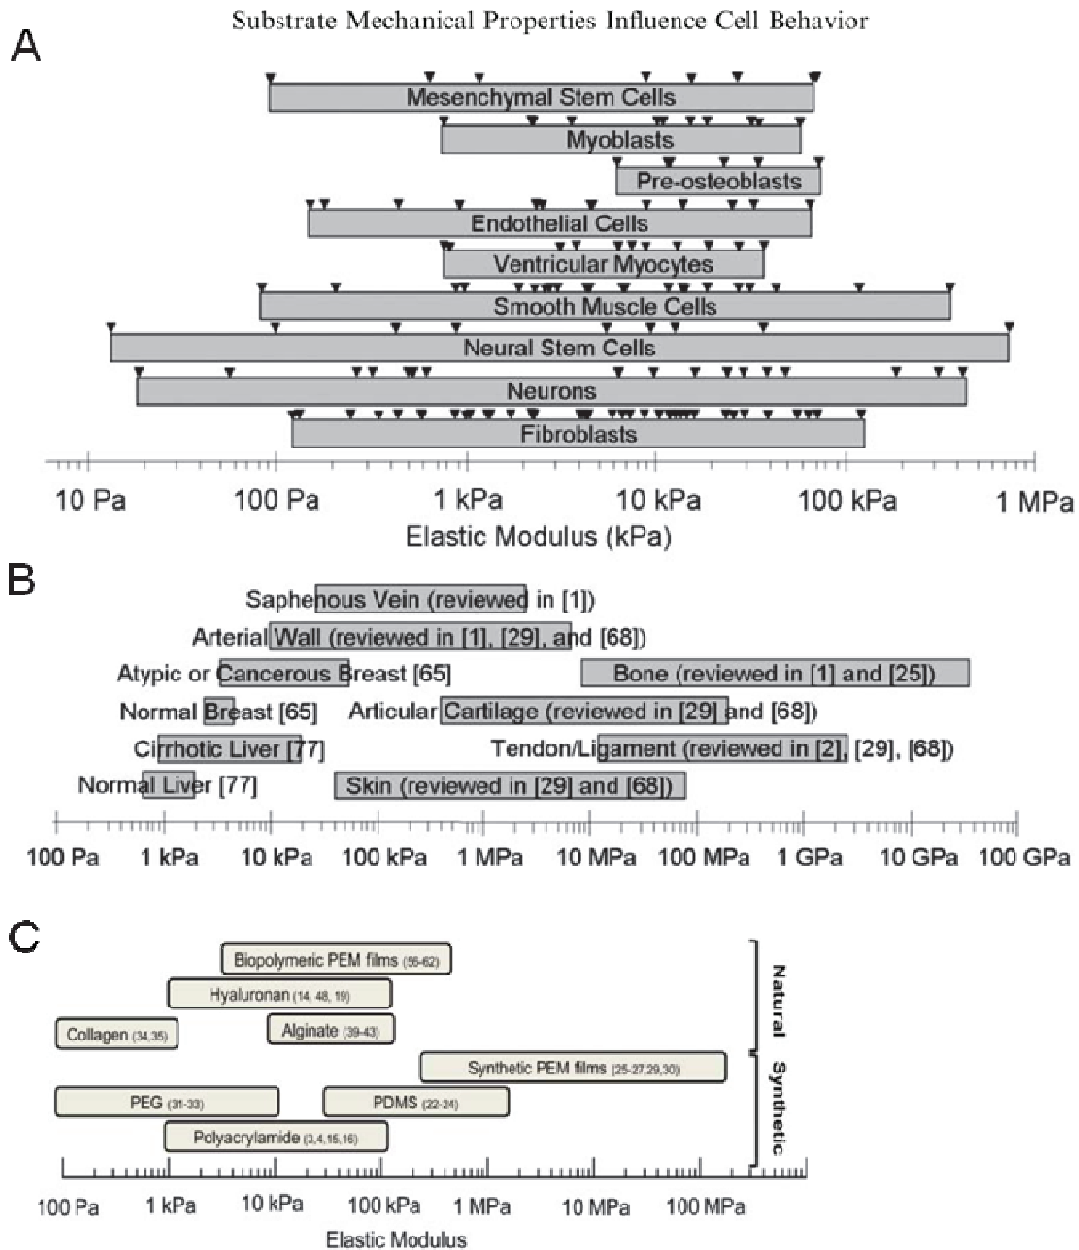 Substrate Mechanical Properties Influence Cell Behavior
A
Mesenchymal Stem Cells
Myoblasts
Pre-osteoblasts
Endothelial Cells
Ventricular Myocytes
Smooth Muscle Cells
Neural Stem Cells
Neurons
Fibroblasts
10 Pa 100 Pa 1 kPa 10 kPa 100 kPa 1 MPa
Elastic Modulus (kPa)
B
Saphenous Vein (reviewed in [1])
Arterial Wall (reviewed in [1], [29], and [68])
Atypic or Cancerous Breast [65] Bone (reviewed in [1] and [25])
Normal Breast [65] Articular Cartilage (reviewed in [29] and [68])
Cirrhotic Liver [77] Tendon/Ligament (reviewed in [2], [29], [68])
Normal Liver [77] Skin (reviewed in [29] and [68])
100 Pa 1 kPa 10 kPa 100 kPa 1 MPa 10 MPa 100 MPa 1 GPa 10 GPa 100 GPa
C
Biopolymeric PEM films (55-62)
Hyaluronan (14, 48, 19)
Collagen (34,35) Alginate (39-43)
Natural
Synthetic PEM films (25-27,29,30)
PEG (31-33) PDMS (22-24)
Polyacrylamide (3,4,15,16)
Synthetic
100 Pa 1 kPa 10 kPa 100 kPa 1 MPa 10 MPa 100 MPa
Elastic Modulus